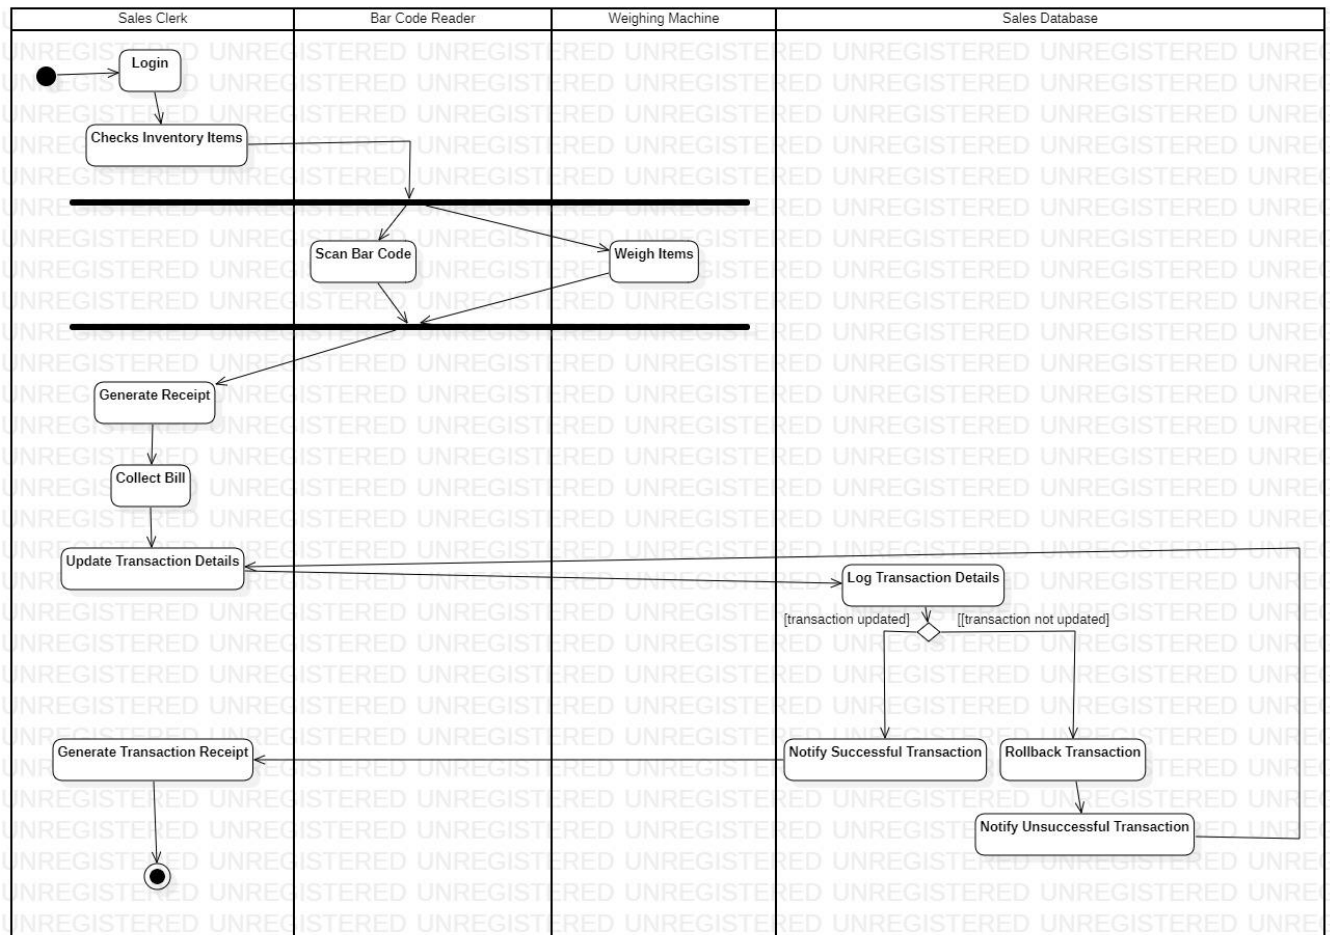 Sales Clerk
Bar Code Reader
Weighing Machine
Sales Database
Login
Checks Inventory Items
Scan Bar Code
Weigh Items
Generate Receipt
Collect Bill
Update Transaction Details
Log Transaction Details
[transaction updated]
[[transaction not updated]
Generate Transaction Receipt
Notify Successful Transaction
Rollback Transaction
Notify Unsuccessful Transaction
UNREGISTERED